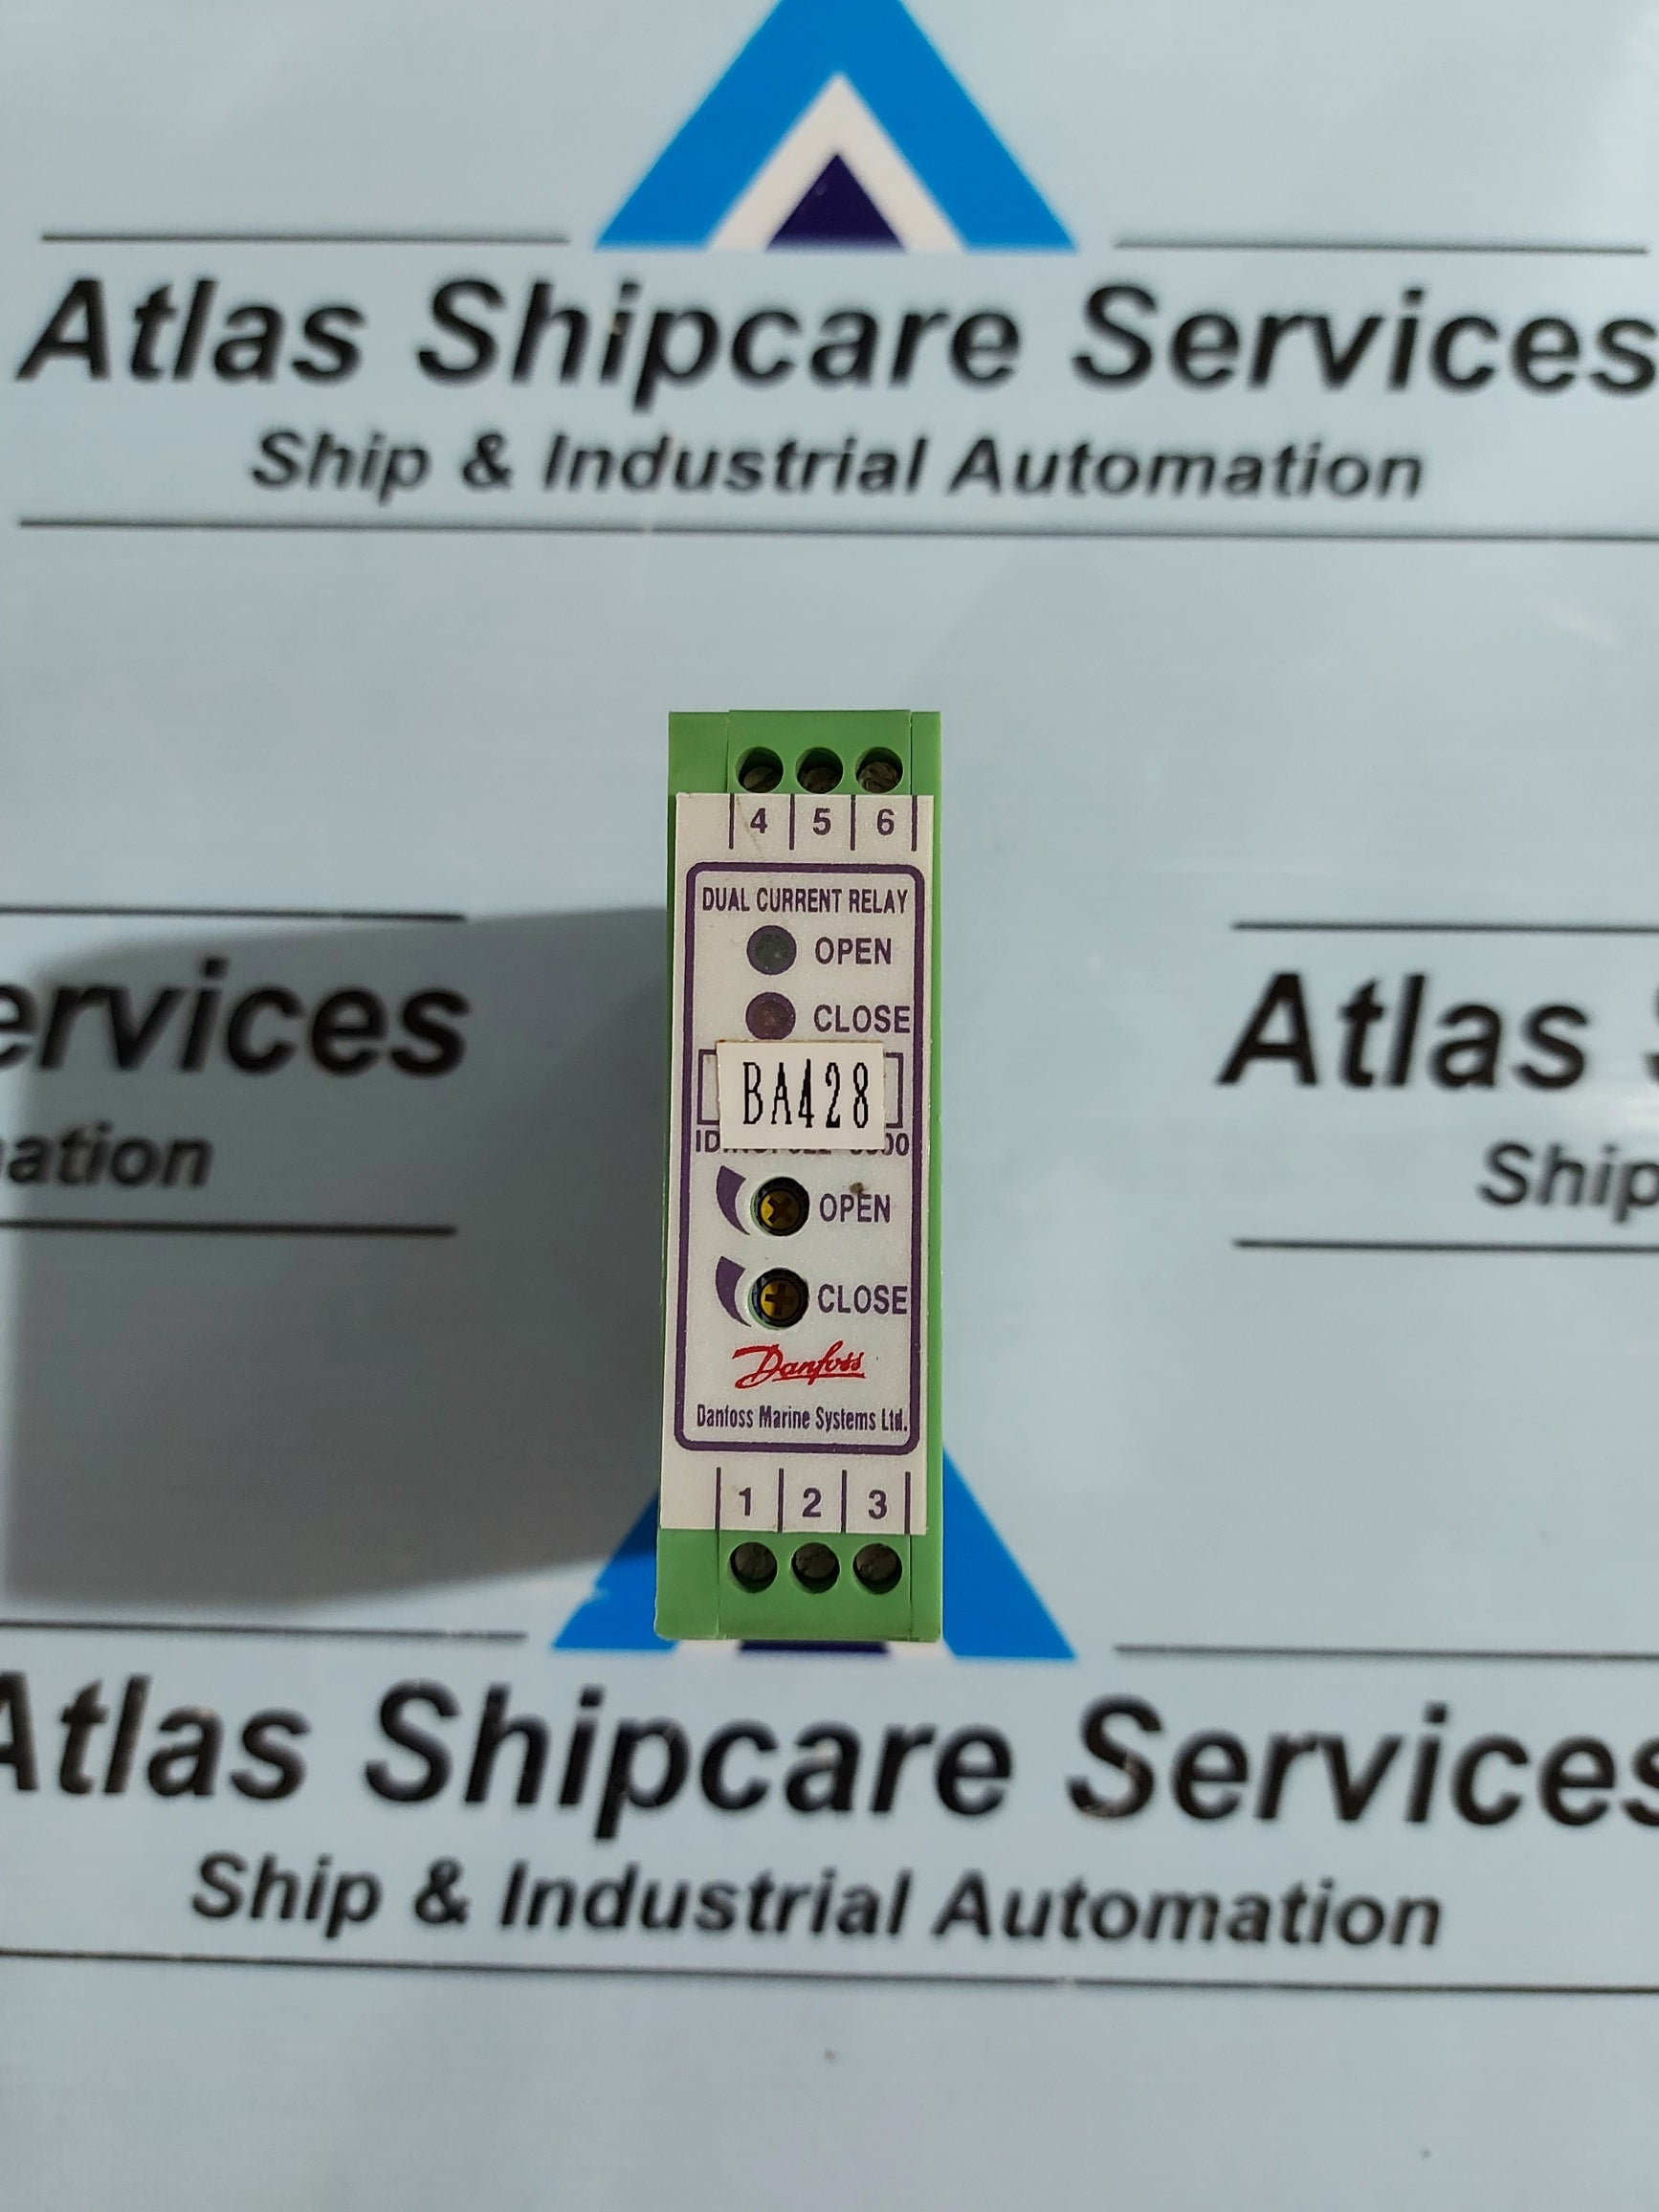 Atlas Shipcare Services
Ship & Industrial Automation
4 5 6
DUAL CURRENT RELAY
OPEN
CLOSE
BA428
OPEN
CLOSE
Danfoss
Danfoss Marine Systems Ltd.
1 2 3
ervices
ation
Atlas
Ship
Atlas Shipcare Services
Ship & Industrial Automation